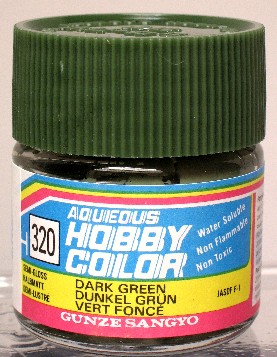 AQUEOUS
HOBBY
COLOR
H
320
Water Soluble
Non Flammable
Non Toxic
SEMI-GLOSS
HALBMATT
SEMI-LUSTRE
DARK GREEN
DUNKEL GRÜN
VERT FONCÉ
JASDF F-1
GUNZE SANGYO